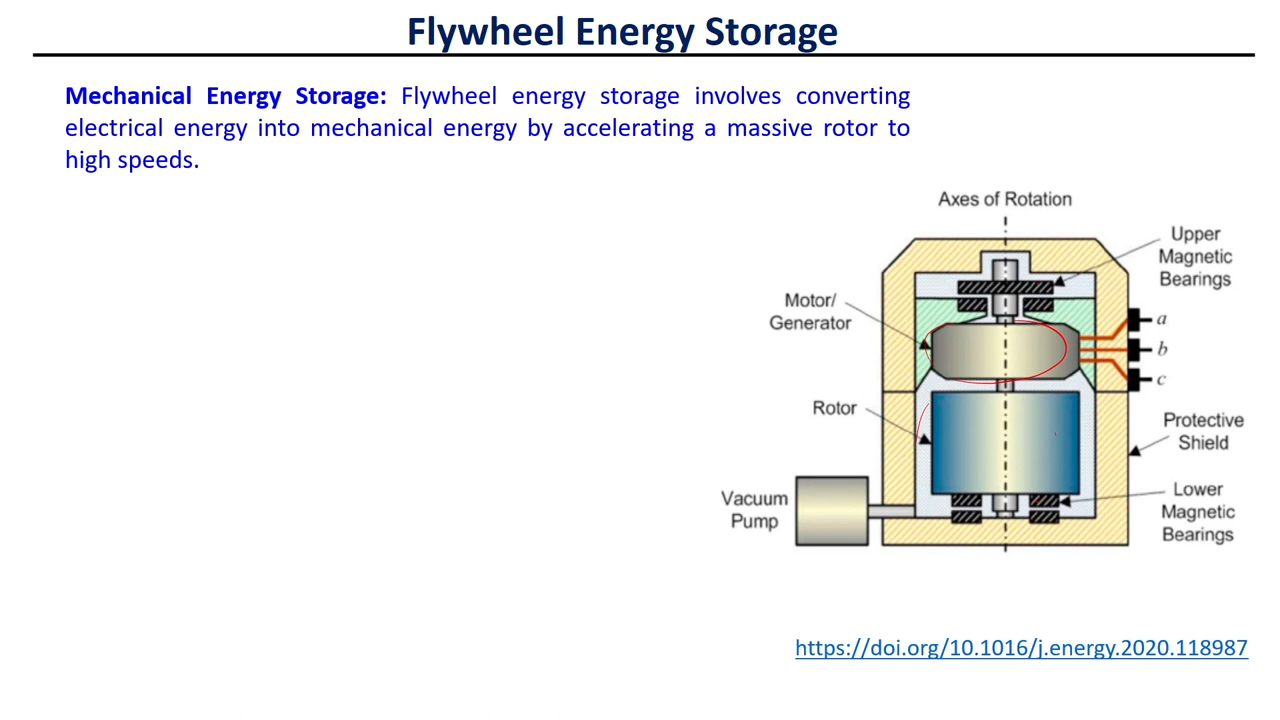 Flywheel Energy Storage
Mechanical Energy Storage: Flywheel energy storage involves converting
electrical energy into mechanical energy by accelerating a massive rotor to
high speeds.
Axes of Rotation
Upper
Magnetic
Bearings
Motor/
Generator
a
b
c
Rotor
Protective
Shield
Vacuum
Pump
Lower
Magnetic
Bearings
https://doi.org/10.1016/j.energy.2020.118987